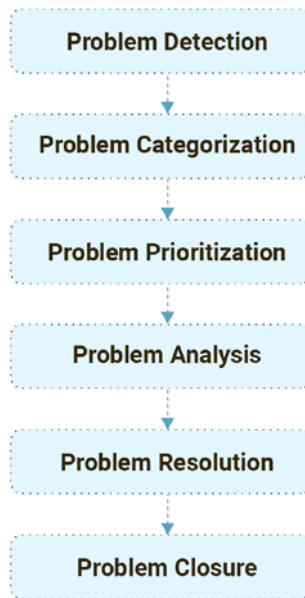 Problem Detection
Problem Categorization
Problem Prioritization
Problem Analysis
Problem Resolution
Problem Closure